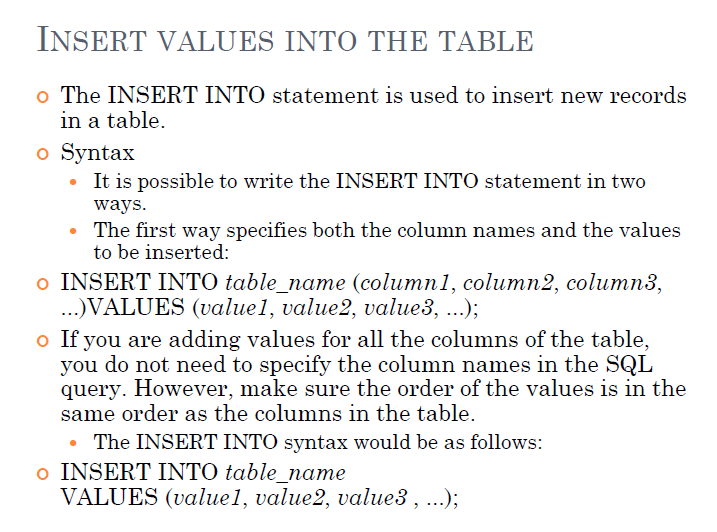 INSERT VALUES INTO THE TABLE
The INSERT INTO statement is used to insert new records
in a table.
Syntax
It is possible to write the INSERT INTO statement in two
ways.
The first way specifies both the column names and the values
to be inserted:
INSERT INTO table_name (column1, column2, column3,
...)VALUES (value1, value2, value3, ...);
If you are adding values for all the columns of the table,
you do not need to specify the column names in the SQL
query. However, make sure the order of the values is in the
same order as the columns in the table.
The INSERT INTO syntax would be as follows:
INSERT INTO table_name
VALUES (value1, value2, value3 , ...);